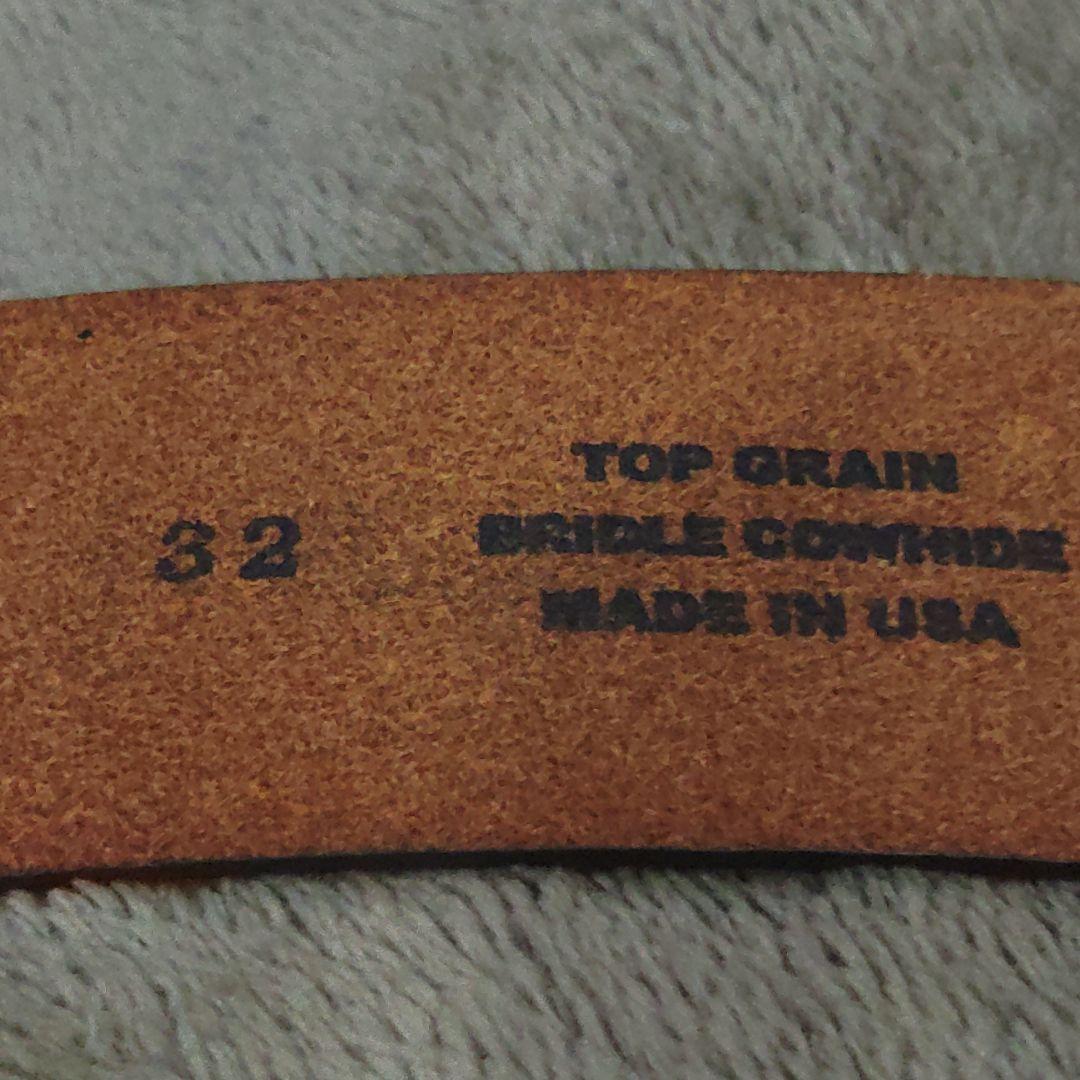 32
TOP GRAIN
BRIDLE COWHIDE
MADE IN USA